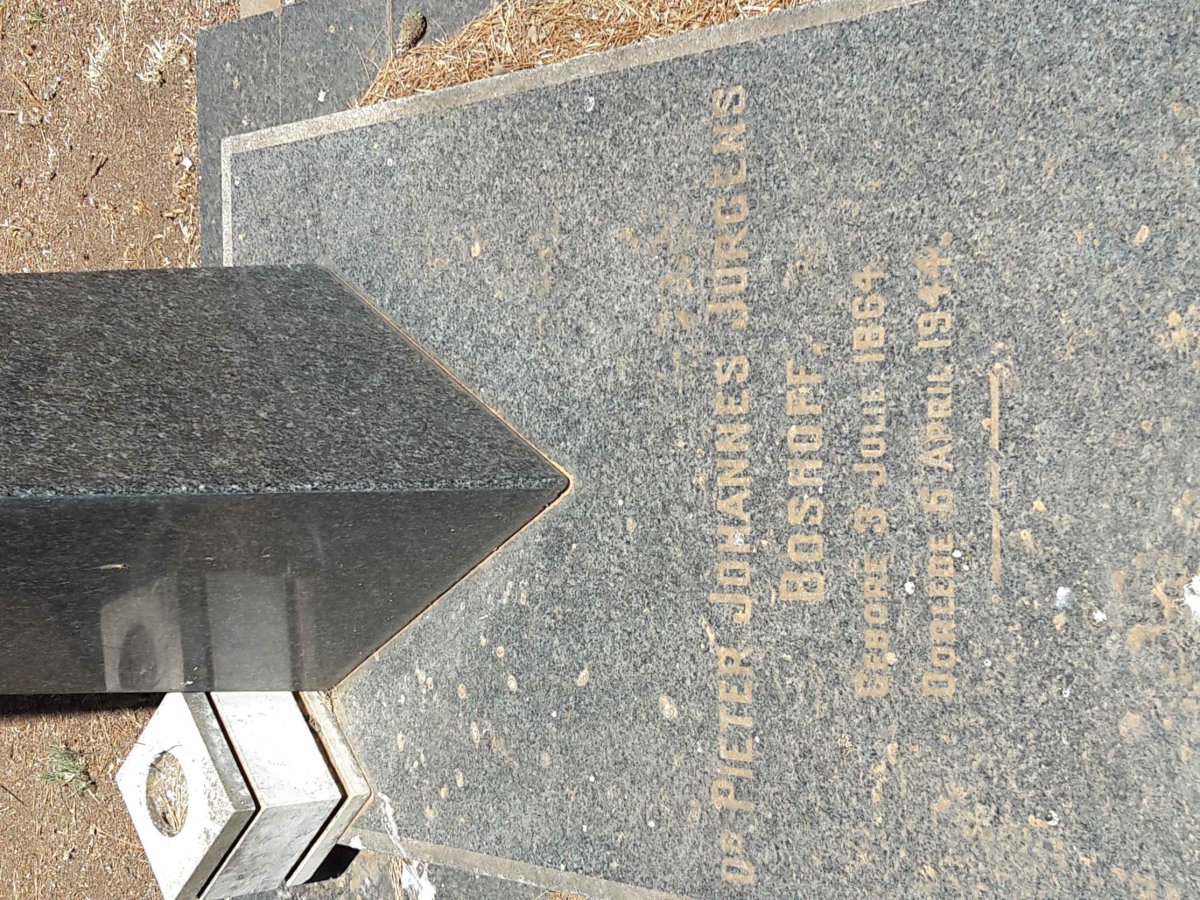 DS PIETER JOHANNES JURGENS
BOSHOFF.
GEBORE 3 JULIE 1864
OORLEDE 6 APRIL 1944